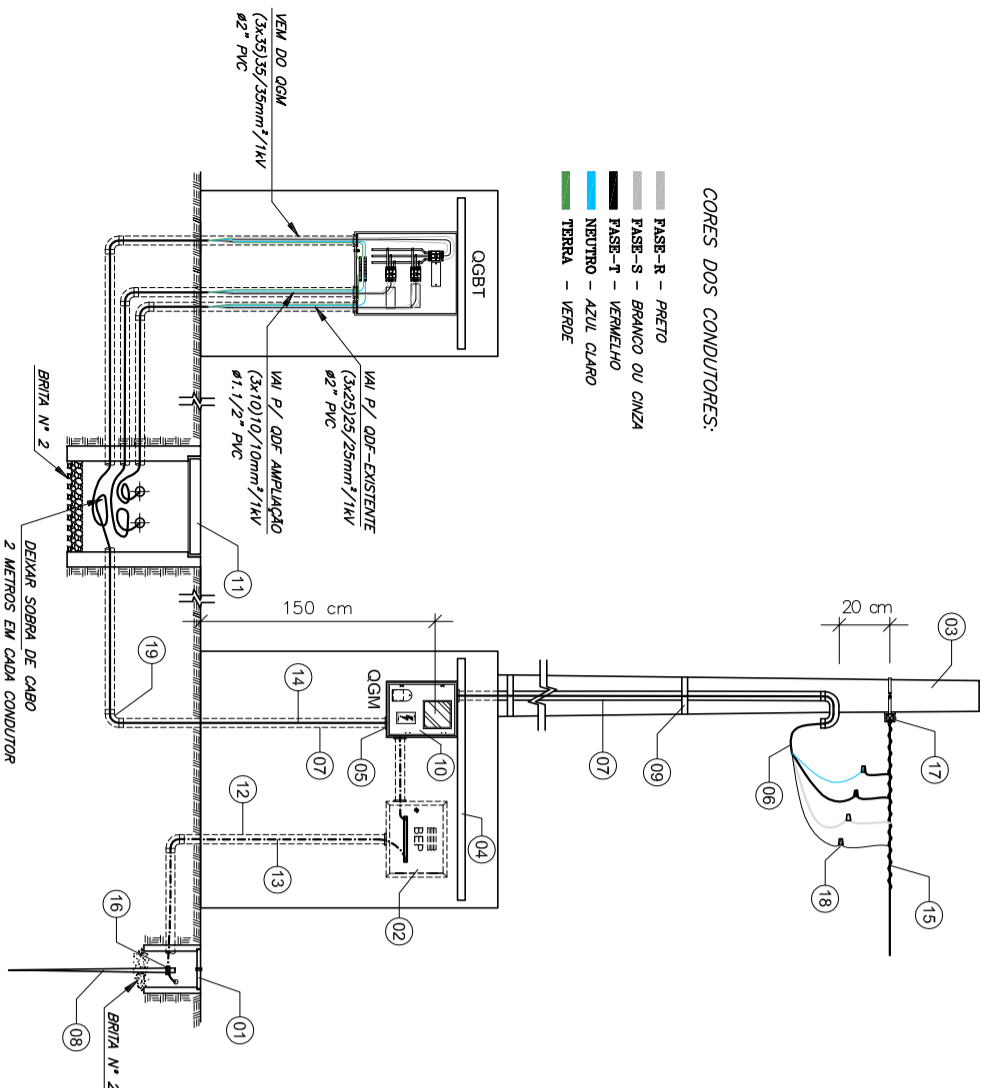 CORES DOS CONDUTORES:
FASE-R - PRETO
FASE-S - BRANCO OU CINZA
FASE-T - VERMELHO
NEUTRO - AZUL CLARO
TERRA - VERDE
VEM DO QGM
(3x35)35/35mm²/1kV
ø2" PVC
QGBT
VAI P/ QDF-EXISTENTE
(3x25)25/25mm²/1kV
ø2" PVC
VAI P/ QDF AMPLIAÇÃO
(3x10)10/10mm²/1kV
ø1.1/2" PVC
BRITA N° 2
DEIXAR SOBRA DE CABO
2 METROS EM CADA CONDUTOR
11
150 cm
20 cm
03
17
06
07
09
18
15
QGM
10
05
14
07
19
BEP
04
02
12
13
16
01
08
BRITA N° 2